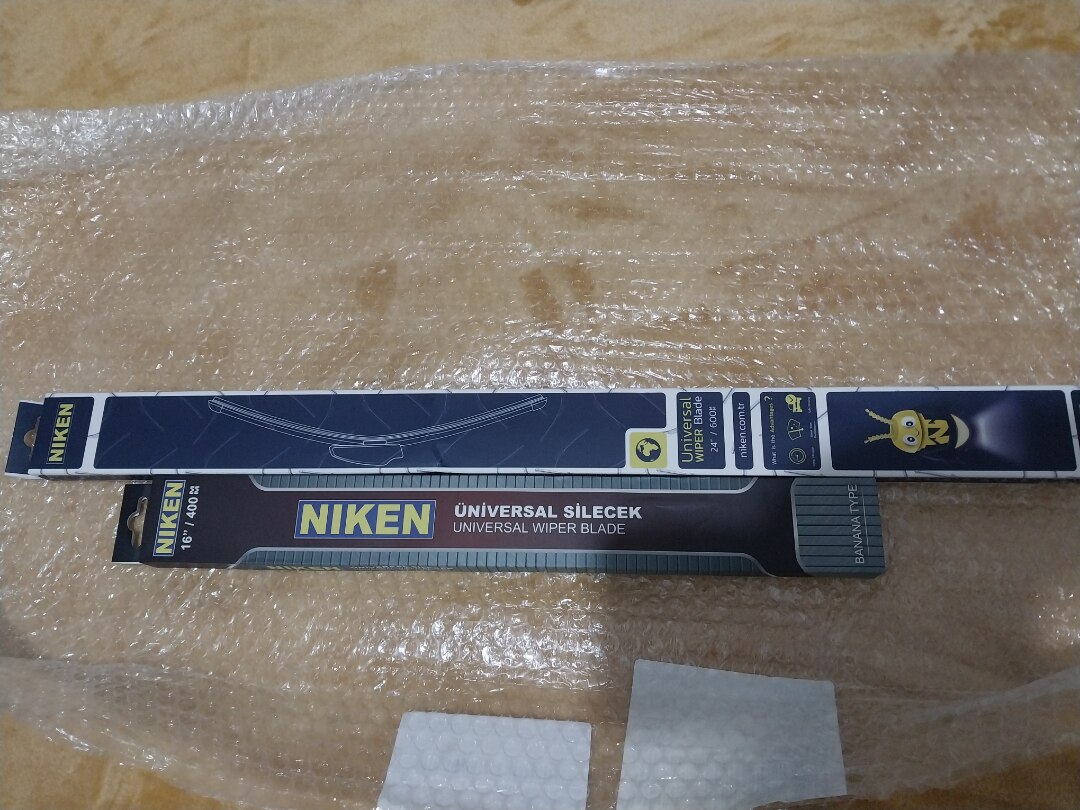 NIKEN
Universal
WIPER Blade
24" / 600
niken.com.tr
What is the Advantages ?
N
NIKEN
16" / 400
NIKEN
ÜNİVERSAL SİLECEK
UNIVERSAL WIPER BLADE
BANANA TYPE